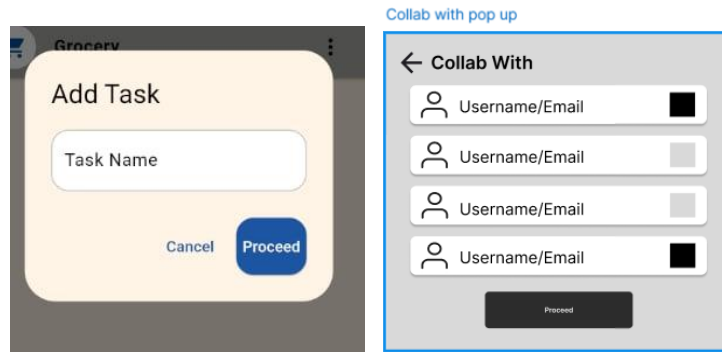 Collab with pop up
Grocery
Add Task
Task Name
Cancel
Proceed
Collab With
Username/Email
Username/Email
Username/Email
Username/Email
Proceed